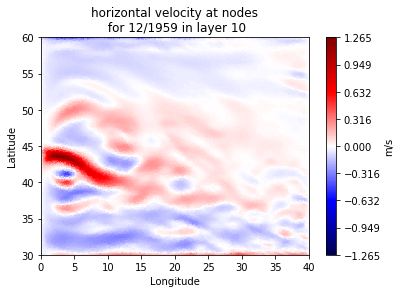 horizontal velocity at nodes
for 12/1959 in layer 10
60
55
50
45
40
35
30
Latitude
0 5 10 15 20 25 30 35 40
Longitude
1.265
0.949
0.632
0.316
0.000
−0.316
−0.632
−0.949
−1.265
m/s